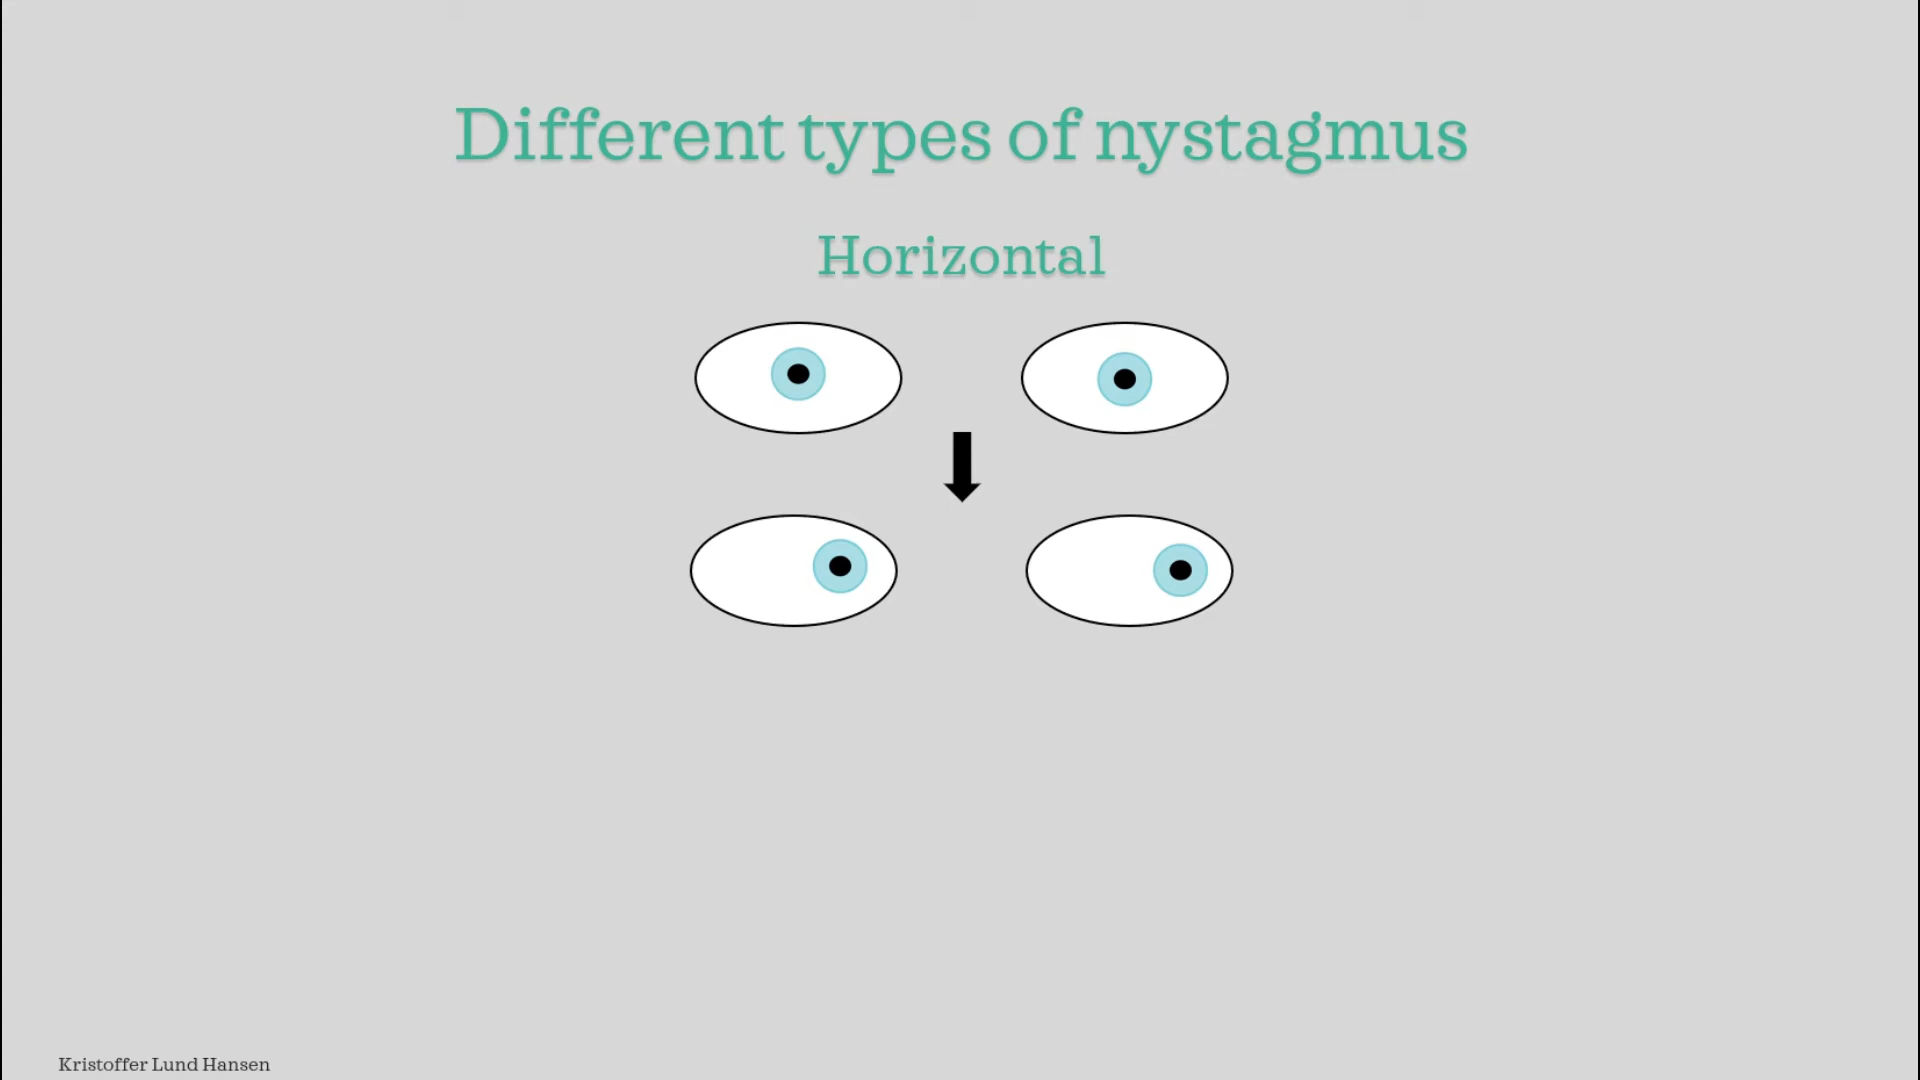 Different types of nystagmus
Horizontal
Kristoffer Lund Hansen